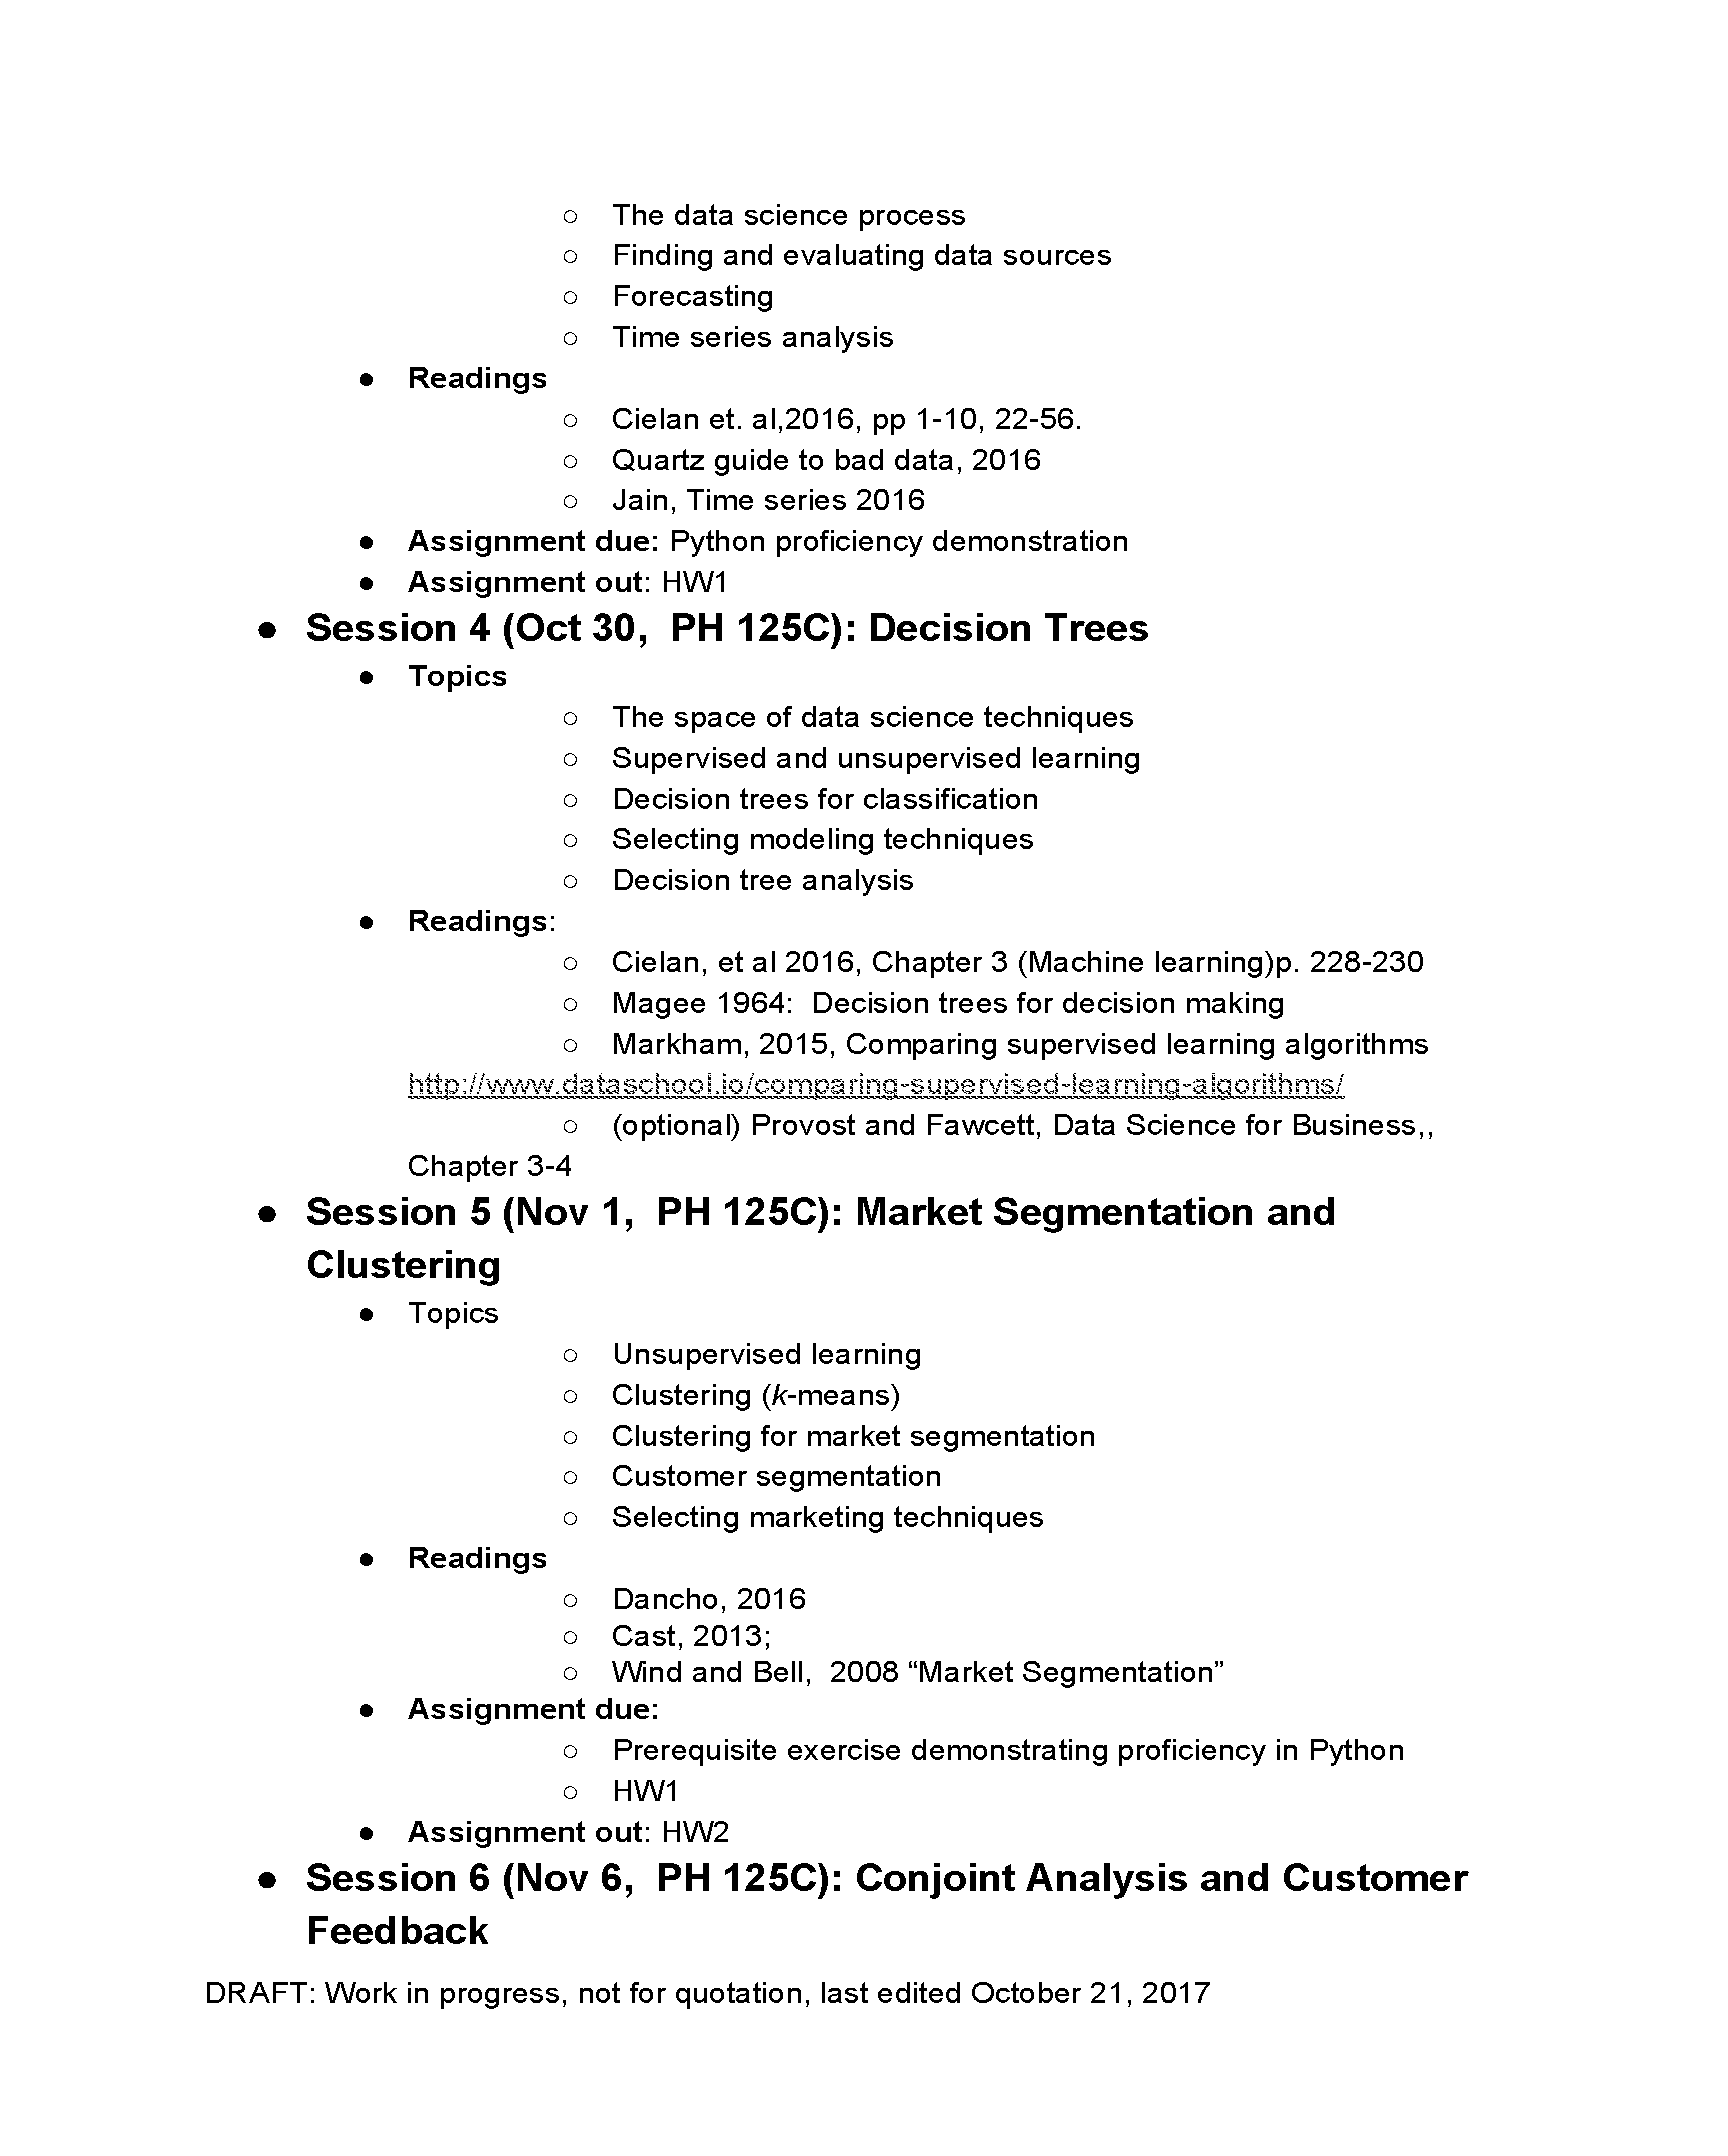 ○ The data science process
○ Finding and evaluating data sources
○ Forecasting
○ Time series analysis
● Readings
○ Cielan et. al,2016, pp 1-10, 22-56.
○ Quartz guide to bad data, 2016
○ Jain, Time series 2016
● Assignment due: Python proficiency demonstration
● Assignment out: HW1
● Session 4 (Oct 30,  PH 125C): Decision Trees
● Topics
○ The space of data science techniques
○ Supervised and unsupervised learning
○ Decision trees for classification
○ Selecting modeling techniques
○ Decision tree analysis
● Readings:
○ Cielan, et al 2016, Chapter 3 (Machine learning)p. 228-230
○ Magee 1964:  Decision trees for decision making
○ Markham, 2015, Comparing supervised learning algorithms
http://www.dataschool.io/comparing-supervised-learning-algorithms/
○ (optional) Provost and Fawcett, Data Science for Business,,
Chapter 3-4
● Session 5 (Nov 1,  PH 125C): Market Segmentation and
Clustering
● Topics
○ Unsupervised learning
○ Clustering (k-means)
○ Clustering for market segmentation
○ Customer segmentation
○ Selecting marketing techniques
● Readings
○ Dancho, 2016
○ Cast, 2013;
○ Wind and Bell,  2008 “Market Segmentation”
● Assignment due:
○ Prerequisite exercise demonstrating proficiency in Python
○ HW1
● Assignment out: HW2
● Session 6 (Nov 6,  PH 125C): Conjoint Analysis and Customer
Feedback
DRAFT: Work in progress, not for quotation, last edited October 21, 2017